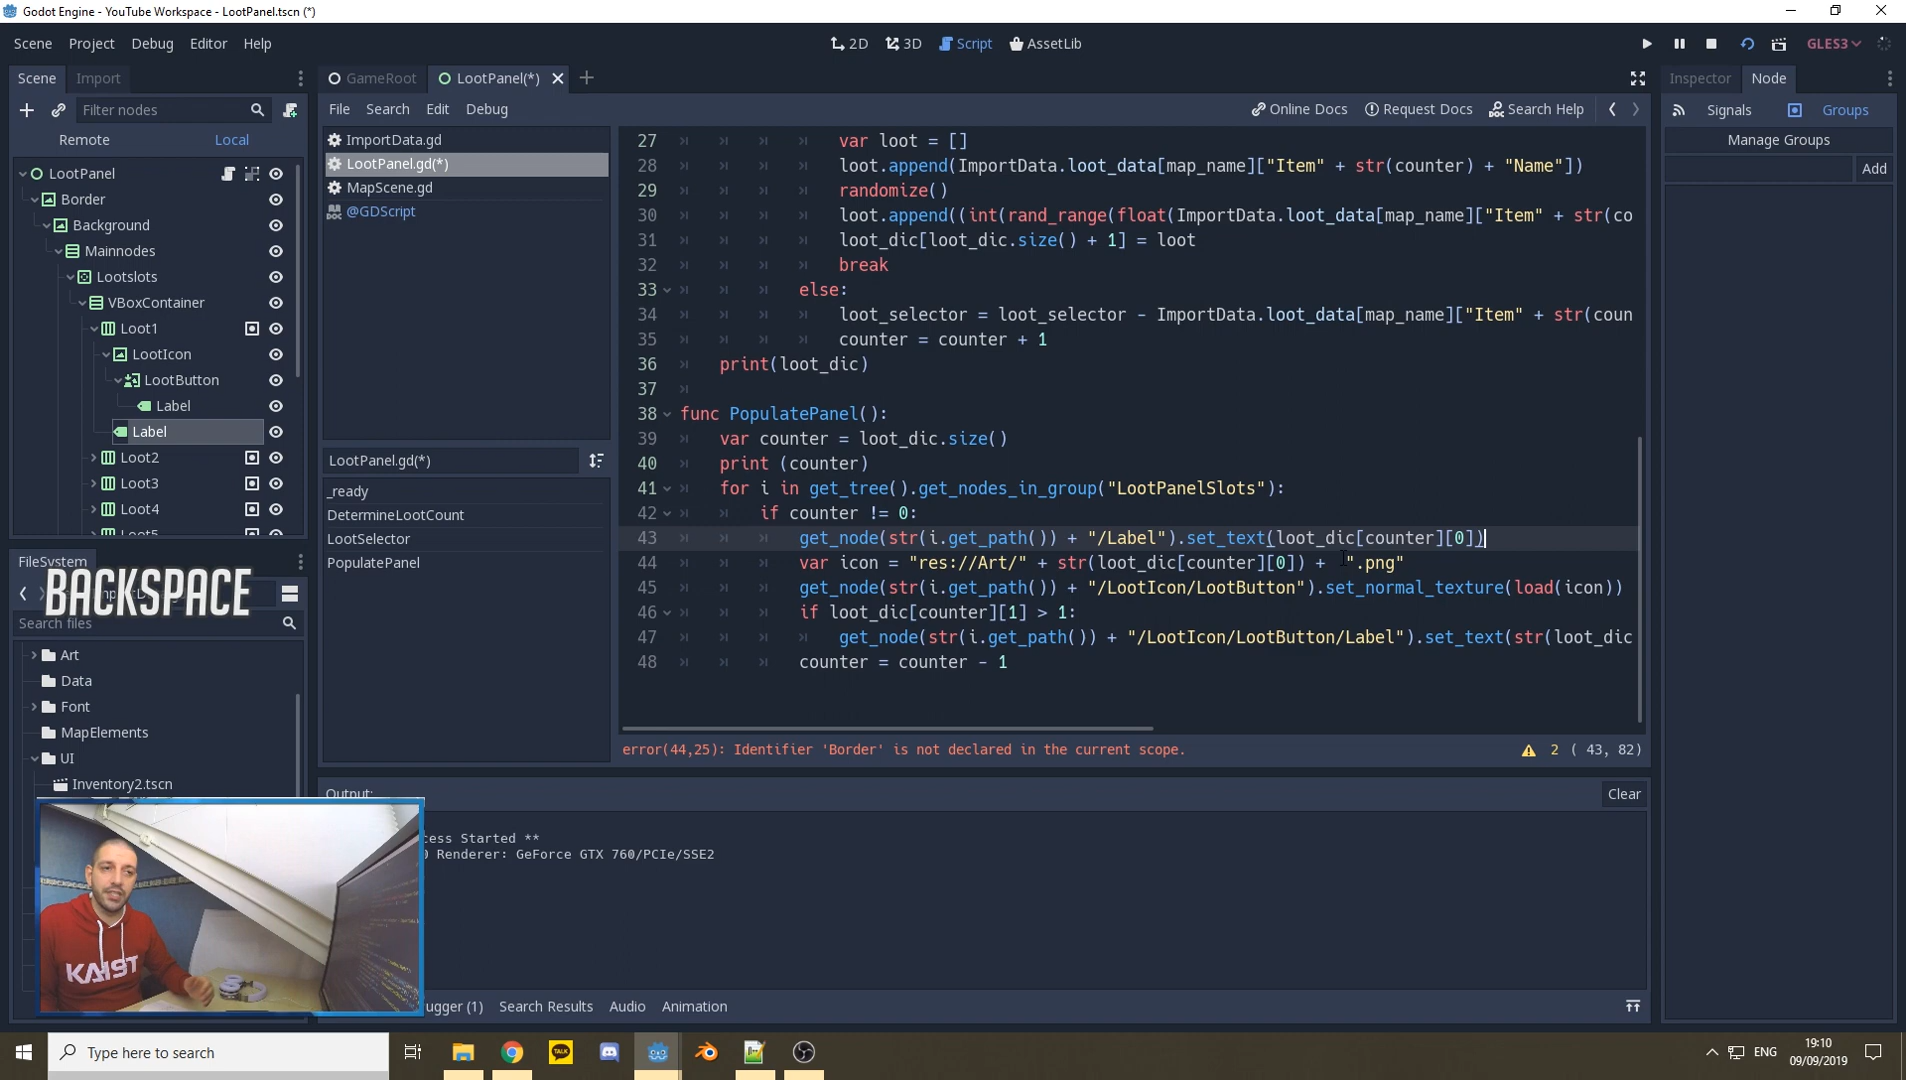 Godot Engine - YouTube Workspace - LootPanel.tscn (*)
Scene Project Debug Editor Help
2D 3D Script AssetLib
GLES3
Scene Import
GameRoot LootPanel(*)
Inspector Node
Filter nodes
File Search Edit Debug
Online Docs Request Docs Search Help
Signals Groups
Remote Local
Manage Groups
Add
LootPanel
Border
Background
Mainnodes
Lootslots
VBoxContainer
Loot1
LootIcon
LootButton
Label
Label
Loot2
Loot3
Loot4
Loot5
ImportData.gd
LootPanel.gd(*)
MapScene.gd
@GDScript
LootPanel.gd(*)
_ready
DetermineLootCount
LootSelector
PopulatePanel
27 var loot = []
28 loot.append(ImportData.loot_data[map_name]["Item" + str(counter) + "Name"])
29 randomize()
30 loot.append((int(rand_range(float(ImportData.loot_data[map_name]["Item" + str(co
31 loot_dic[loot_dic.size() + 1] = loot
32 break
33 else:
34 loot_selector = loot_selector - ImportData.loot_data[map_name]["Item" + str(coun
35 counter = counter + 1
36 print(loot_dic)
37
38 func PopulatePanel():
39 var counter = loot_dic.size()
40 print (counter)
41 for i in get_tree().get_nodes_in_group("LootPanelSlots"):
42 if counter != 0:
43 get_node(str(i.get_path()) + "/Label").set_text(loot_dic[counter][0])
44 var icon = "res://Art/" + str(loot_dic[counter][0]) + ".png"
45 get_node(str(i.get_path()) + "/LootIcon/LootButton").set_normal_texture(load(icon))
46 if loot_dic[counter][1] > 1:
47 get_node(str(i.get_path()) + "/LootIcon/LootButton/Label").set_text(str(loot_dic
48 counter = counter - 1
error(44,25): Identifier 'Border' is not declared in the current scope.
2 ( 43, 82)
FileSystem
BACKSPACE
Search files
Art
Data
Font
MapElements
UI
Inventory2.tscn
Output:
Clear
cess Started **
0 Renderer: GeForce GTX 760/PCIe/SSE2
KAIST
ugger (1) Search Results Audio Animation
Type here to search
TALK
ENG
19:10
09/09/2019